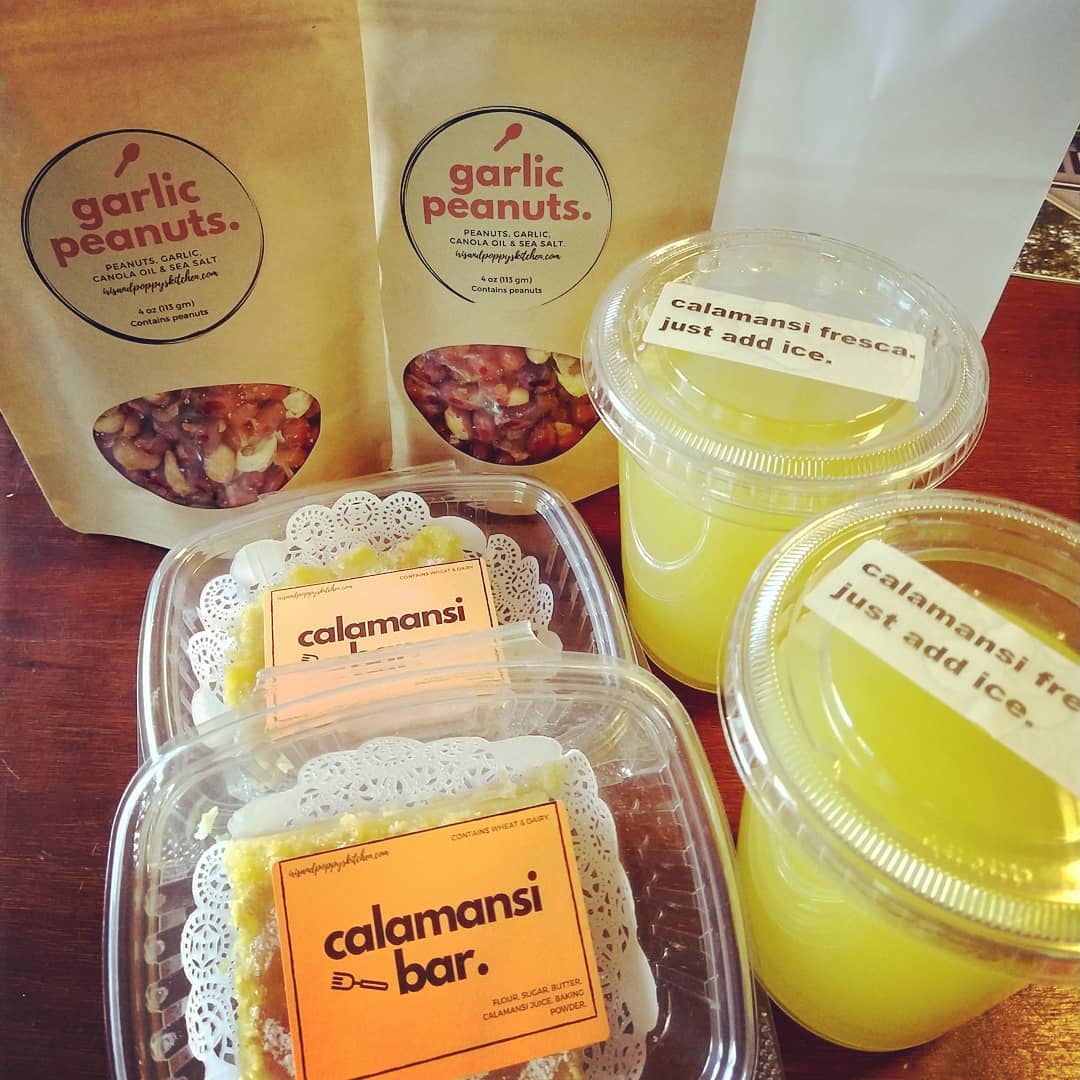 garlic
peanuts.
PEANUTS, GARLIC,
CANOLA OIL & SEA SALT.
irisandpoppyskitchen.com
4 oz (113 gm)
Contains peanuts
garlic
peanuts.
PEANUTS, GARLIC,
CANOLA OIL & SEA SALT.
irisandpoppyskitchen.com
4 oz (113 gm)
Contains peanuts
calamansi fresca.
just add ice.
calamansi fre
just add ice.
CONTAINS WHEAT & DAIRY.
irisandpoppyskitchen.com
calamansi
bar.
CONTAINS WHEAT & DAIRY.
irisandpoppyskitchen.com
calamansi
bar.
FLOUR, SUGAR, BUTTER,
CALAMANSI JUICE, BAKING
POWDER.